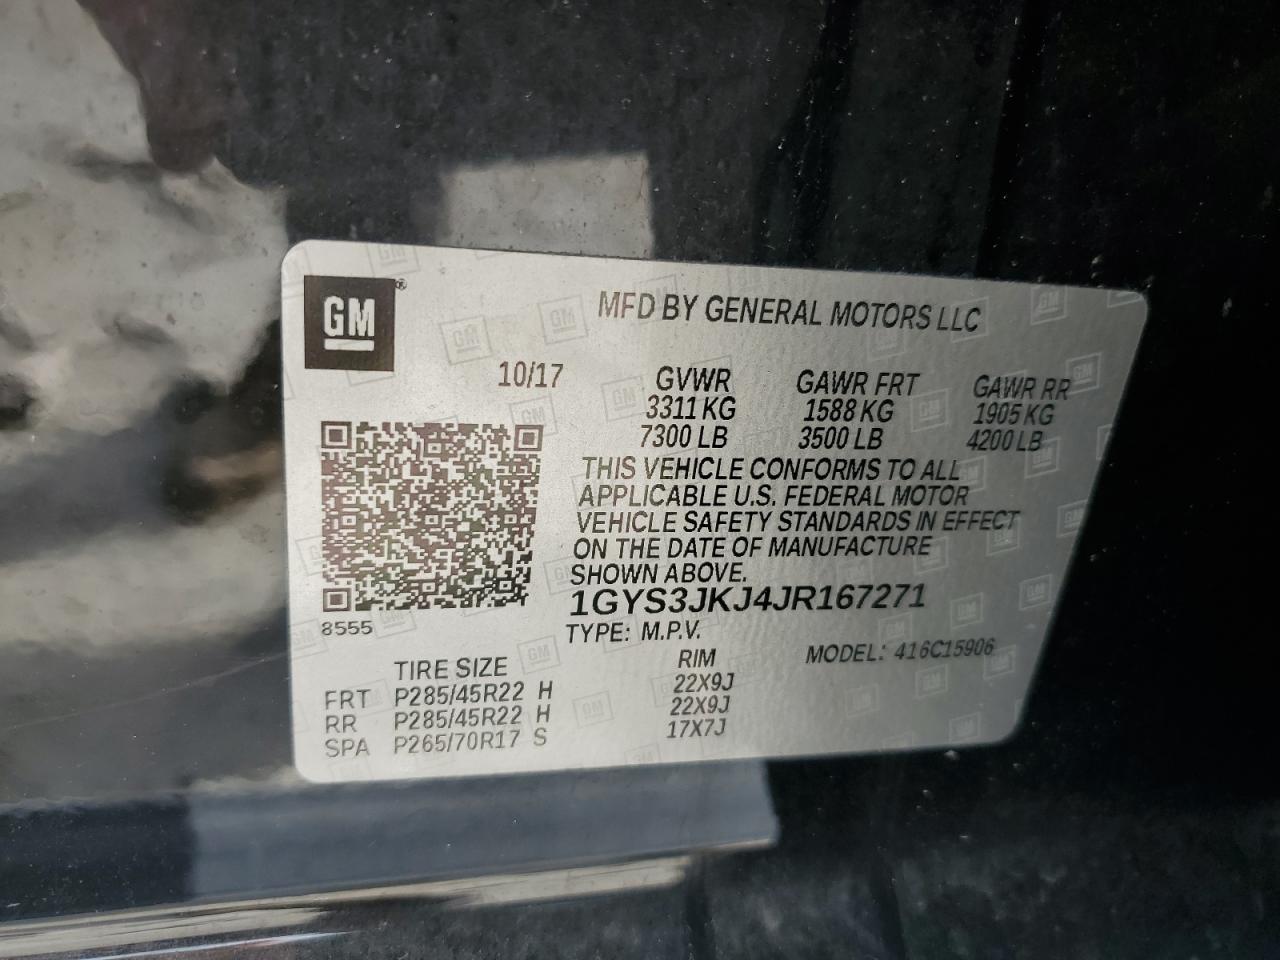 GM®
MFD BY GENERAL MOTORS LLC
10/17 GVWR GAWR FRT GAWR RR
3311 KG 1588 KG 1905 KG
7300 LB 3500 LB 4200 LB
THIS VEHICLE CONFORMS TO ALL
APPLICABLE U.S. FEDERAL MOTOR
VEHICLE SAFETY STANDARDS IN EFFECT
ON THE DATE OF MANUFACTURE
SHOWN ABOVE.
1GYS3JKJ4JR167271
8555
TYPE: M.P.V. MODEL: 416C15906
TIRE SIZE RIM
FRT P285/45R22 H 22X9J
RR P285/45R22 H 22X9J
SPA P265/70R17 S 17X7J